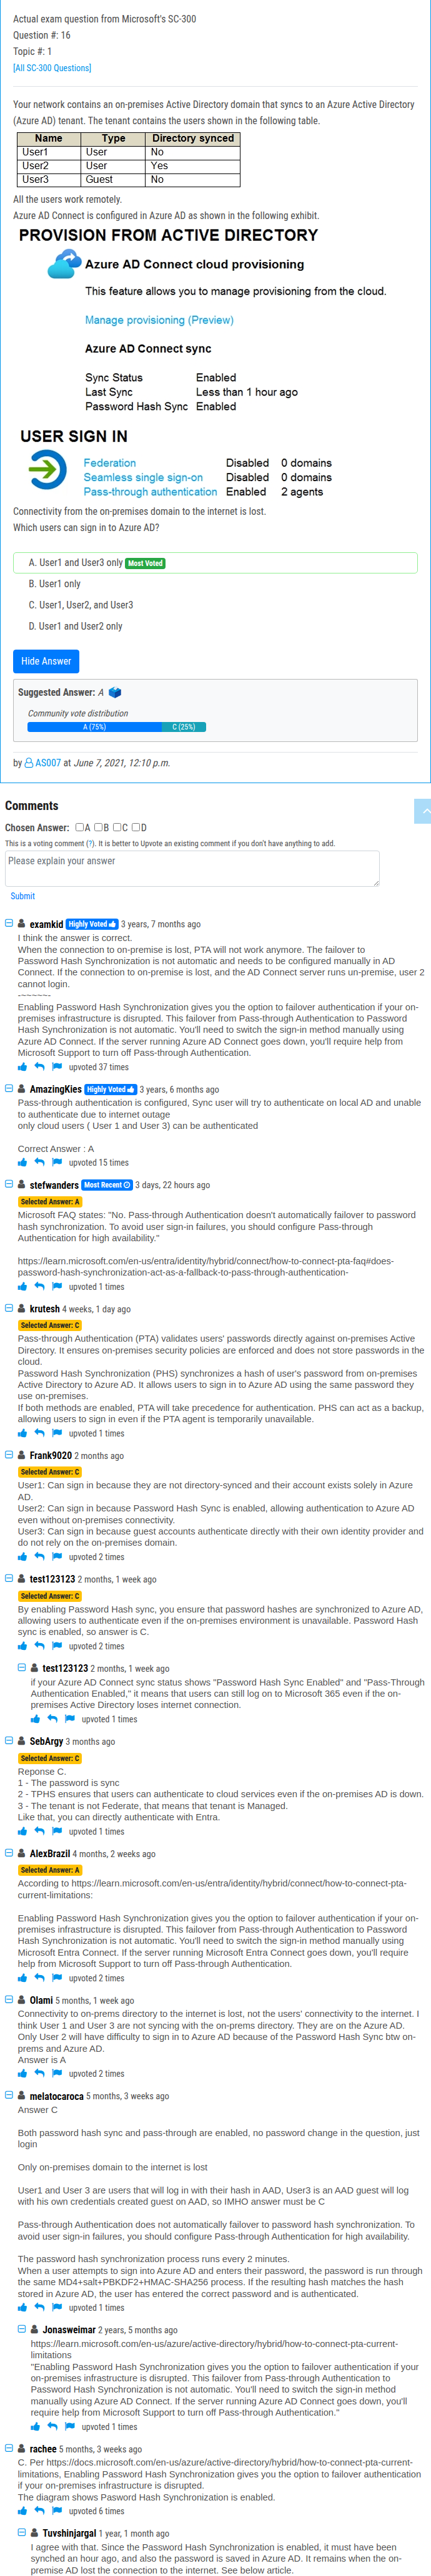 Actual exam question from Microsoft's SC-300
Question #: 16
Topic #: 1
[All SC-300 Questions]
Your network contains an on-premises Active Directory domain that syncs to an Azure Active Directory
(Azure AD) tenant. The tenant contains the users shown in the following table.
Name Type Directory synced
User1 User No
User2 User Yes
User3 Guest No
All the users work remotely.
Azure AD Connect is configured in Azure AD as shown in the following exhibit.
PROVISION FROM ACTIVE DIRECTORY
Azure AD Connect cloud provisioning
This feature allows you to manage provisioning from the cloud.
Manage provisioning (Preview)
Azure AD Connect sync
Sync Status Enabled
Last Sync Less than 1 hour ago
Password Hash Sync Enabled
USER SIGN IN
Federation Disabled 0 domains
Seamless single sign-on Disabled 0 domains
Pass-through authentication Enabled 2 agents
Connectivity from the on-premises domain to the internet is lost.
Which users can sign in to Azure AD?
A. User1 and User3 only Most Voted
B. User1 only
C. User1, User2, and User3
D. User1 and User2 only
Hide Answer
Suggested Answer: A
Community vote distribution
A (75%) C (25%)
by AS007 at June 7, 2021, 12:10 p.m.
Comments
Chosen Answer: A B C D
This is a voting comment (?). It is better to Upvote an existing comment if you don't have anything to add.
Please explain your answer
Submit
examkid Highly Voted 3 years, 7 months ago
I think the answer is correct.
When the connection to on-premise is lost, PTA will not work anymore. The failover to
Password Hash Synchronization is not automatic and needs to be configured manually in AD
Connect. If the connection to on-premise is lost, and the AD Connect server runs un-premise, user 2
cannot login.
-~~~~~~-
Enabling Password Hash Synchronization gives you the option to failover authentication if your on-
premises infrastructure is disrupted. This failover from Pass-through Authentication to Password
Hash Synchronization is not automatic. You'll need to switch the sign-in method manually using
Azure AD Connect. If the server running Azure AD Connect goes down, you'll require help from
Microsoft Support to turn off Pass-through Authentication.
upvoted 37 times
AmazingKies Highly Voted 3 years, 6 months ago
Pass-through authentication is configured, Sync user will try to authenticate on local AD and unable
to authenticate due to internet outage
only cloud users ( User 1 and User 3) can be authenticated
Correct Answer : A
upvoted 15 times
stefwanders Most Recent 3 days, 22 hours ago
Selected Answer: A
Microsoft FAQ states: "No. Pass-through Authentication doesn't automatically failover to password
hash synchronization. To avoid user sign-in failures, you should configure Pass-through
Authentication for high availability."
https://learn.microsoft.com/en-us/entra/identity/hybrid/connect/how-to-connect-pta-faq#does-
password-hash-synchronization-act-as-a-fallback-to-pass-through-authentication-
upvoted 1 times
krutesh 4 weeks, 1 day ago
Selected Answer: C
Pass-through Authentication (PTA) validates users' passwords directly against on-premises Active
Directory. It ensures on-premises security policies are enforced and does not store passwords in the
cloud.
Password Hash Synchronization (PHS) synchronizes a hash of user's password from on-premises
Active Directory to Azure AD. It allows users to sign in to Azure AD using the same password they
use on-premises.
If both methods are enabled, PTA will take precedence for authentication. PHS can act as a backup,
allowing users to sign in even if the PTA agent is temporarily unavailable.
upvoted 1 times
Frank9020 2 months ago
Selected Answer: C
User1: Can sign in because they are not directory-synced and their account exists solely in Azure
AD.
User2: Can sign in because Password Hash Sync is enabled, allowing authentication to Azure AD
even without on-premises connectivity.
User3: Can sign in because guest accounts authenticate directly with their own identity provider and
do not rely on the on-premises domain.
upvoted 2 times
test123123 2 months, 1 week ago
Selected Answer: C
By enabling Password Hash sync, you ensure that password hashes are synchronized to Azure AD,
allowing users to authenticate even if the on-premises environment is unavailable. Password Hash
sync is enabled, so answer is C.
upvoted 2 times
test123123 2 months, 1 week ago
if your Azure AD Connect sync status shows "Password Hash Sync Enabled" and "Pass-Through
Authentication Enabled," it means that users can still log on to Microsoft 365 even if the on-
premises Active Directory loses internet connection.
upvoted 1 times
SebArgy 3 months ago
Selected Answer: C
Reponse C.
1 - The password is sync
2 - TPHS ensures that users can authenticate to cloud services even if the on-premises AD is down.
3 - The tenant is not Federate, that means that tenant is Managed.
Like that, you can directly authenticate with Entra.
upvoted 1 times
AlexBrazil 4 months, 2 weeks ago
Selected Answer: A
According to https://learn.microsoft.com/en-us/entra/identity/hybrid/connect/how-to-connect-pta-
current-limitations:
Enabling Password Hash Synchronization gives you the option to failover authentication if your on-
premises infrastructure is disrupted. This failover from Pass-through Authentication to Password
Hash Synchronization is not automatic. You'll need to switch the sign-in method manually using
Microsoft Entra Connect. If the server running Microsoft Entra Connect goes down, you'll require
help from Microsoft Support to turn off Pass-through Authentication.
upvoted 2 times
Olami 5 months, 1 week ago
Connectivity to on-prems directory to the internet is lost, not the users' connectivity to the internet. I
think User 1 and User 3 are not syncing with the on-prems directory. They are on the Azure AD.
Only User 2 will have difficulty to sign in to Azure AD because of the Password Hash Sync btw on-
prems and Azure AD.
Answer is A
upvoted 2 times
melatocaroca 5 months, 3 weeks ago
Answer C
Both password hash sync and pass-through are enabled, no password change in the question, just
login
Only on-premises domain to the internet is lost
User1 and User 3 are users that will log in with their hash in AAD, User3 is an AAD guest will log
with his own credentials created guest on AAD, so IMHO answer must be C
Pass-through Authentication does not automatically failover to password hash synchronization. To
avoid user sign-in failures, you should configure Pass-through Authentication for high availability.
The password hash synchronization process runs every 2 minutes.
When a user attempts to sign into Azure AD and enters their password, the password is run through
the same MD4+salt+PBKDF2+HMAC-SHA256 process. If the resulting hash matches the hash
stored in Azure AD, the user has entered the correct password and is authenticated.
upvoted 1 times
Jonasweimar 2 years, 5 months ago
https://learn.microsoft.com/en-us/azure/active-directory/hybrid/how-to-connect-pta-current-
limitations
"Enabling Password Hash Synchronization gives you the option to failover authentication if your
on-premises infrastructure is disrupted. This failover from Pass-through Authentication to
Password Hash Synchronization is not automatic. You'll need to switch the sign-in method
manually using Azure AD Connect. If the server running Azure AD Connect goes down, you'll
require help from Microsoft Support to turn off Pass-through Authentication."
upvoted 1 times
rachee 5 months, 3 weeks ago
C. Per https://docs.microsoft.com/en-us/azure/active-directory/hybrid/how-to-connect-pta-current-
limitations, Enabling Password Hash Synchronization gives you the option to failover authentication
if your on-premises infrastructure is disrupted.
The diagram shows Pasword Hash Synchronization is enabled.
upvoted 6 times
Tuvshinjargal 1 year, 1 month ago
I agree with that. Since the Password Hash Synchronization is enabled, it must have been
synched an hour ago, and also the password is saved in Azure AD. It remains when the on-
premise AD lost the connection to the internet. See below article.